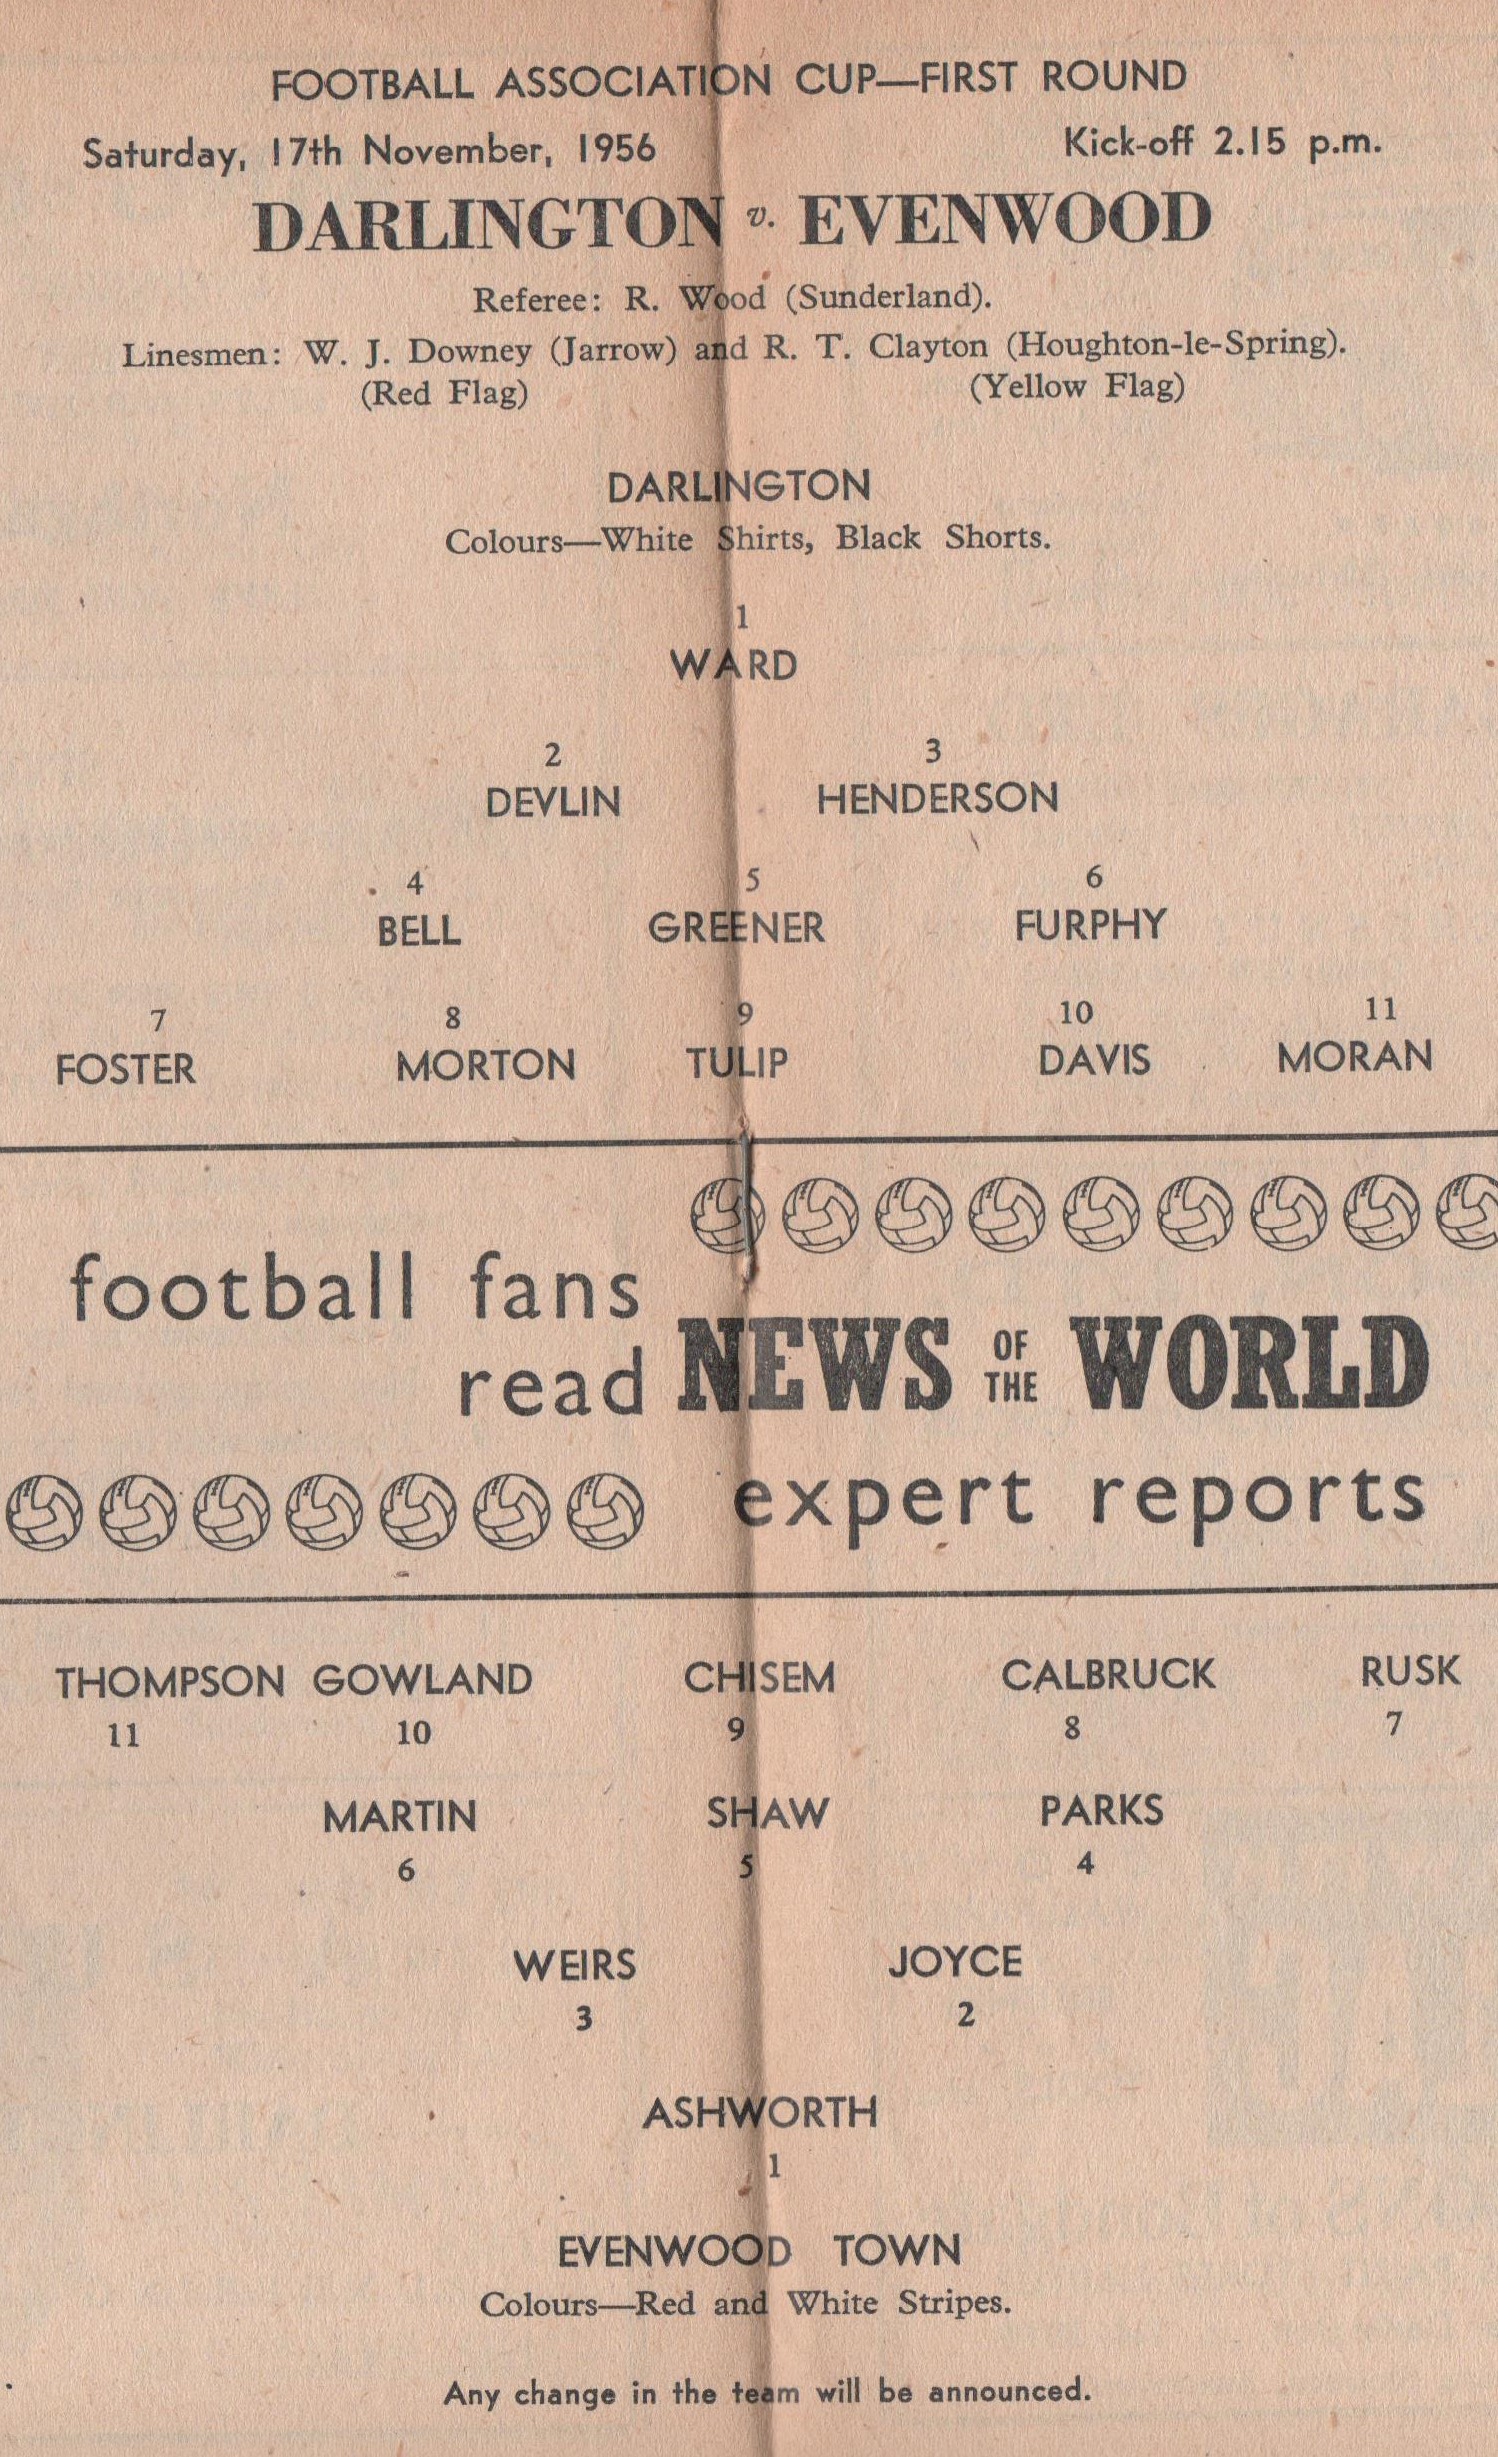 FOOTBALL ASSOCIATION CUP—FIRST ROUND
Saturday, 17th November, 1956 Kick-off 2.15 p.m.
DARLINGTON v. EVENWOOD
Referee: R. Wood (Sunderland).
Linesmen: W. J. Downey (Jarrow) and R. T. Clayton (Houghton-le-Spring).
(Red Flag) (Yellow Flag)
DARLINGTON
Colours—White Shirts, Black Shorts.
1
WARD
2 3
DEVLIN HENDERSON
4 5 6
BELL GREENER FURPHY
7 8 9 10 11
FOSTER MORTON TULIP DAVIS MORAN
football fans
read NEWS OF THE WORLD
expert reports
THOMPSON GOWLAND CHISEM CALBRUCK RUSK
11 10 9 8 7
MARTIN SHAW PARKS
6 5 4
WEIRS JOYCE
3 2
ASHWORTH
1
EVENWOOD TOWN
Colours—Red and White Stripes.
Any change in the team will be announced.